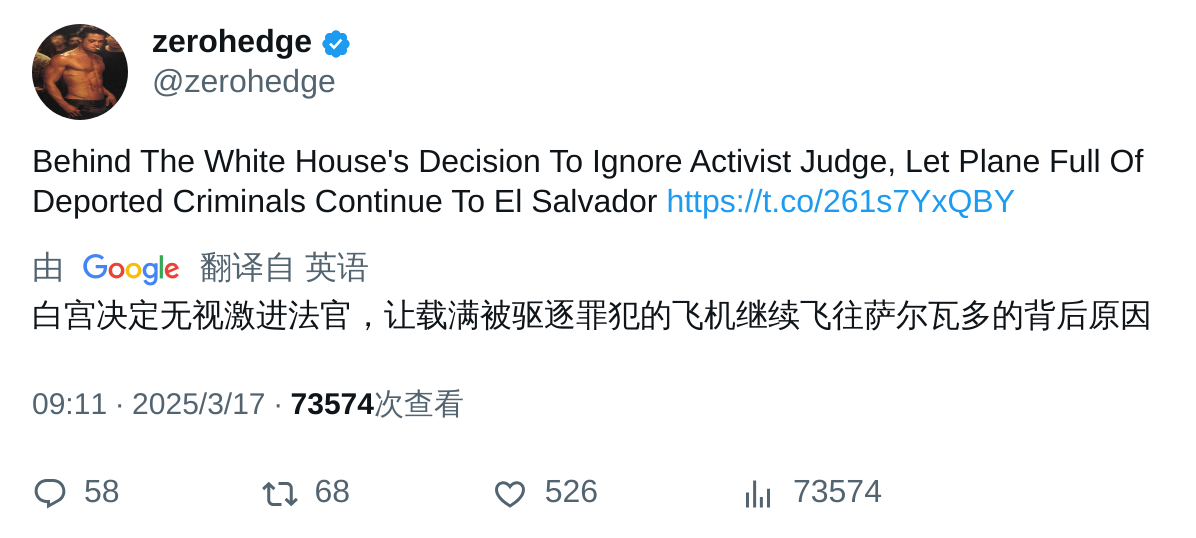 zerohedge
@zerohedge
Behind The White House's Decision To Ignore Activist Judge, Let Plane Full Of
Deported Criminals Continue To El Salvador https://t.co/261s7YxQBY
由 Google 翻译自 英语
白宫决定无视激进法官，让载满被驱逐罪犯的飞机继续飞往萨尔瓦多的背后原因
09:11 · 2025/3/17 · 73574次查看
58 68 526 73574